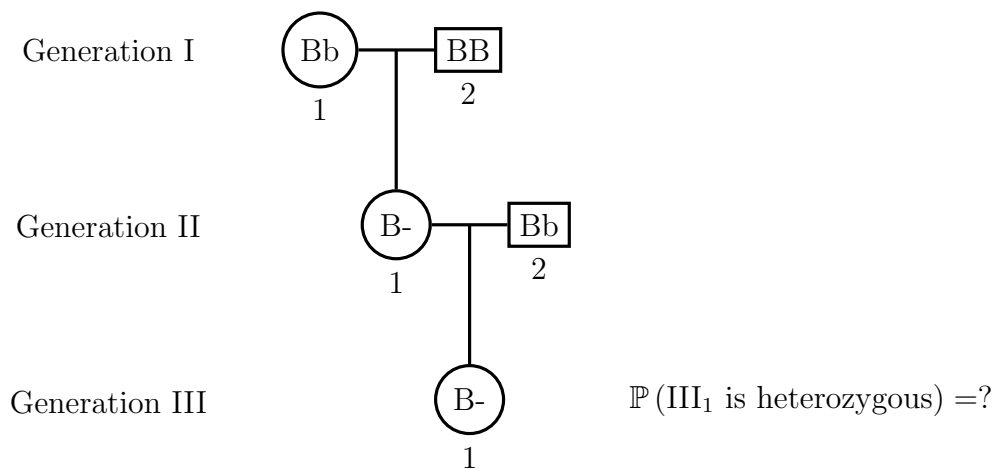 Generation I
Bb
BB
1
2
Generation II
B-
Bb
1
2
Generation III
B-
ℙ (III₁ is heterozygous) =?
1